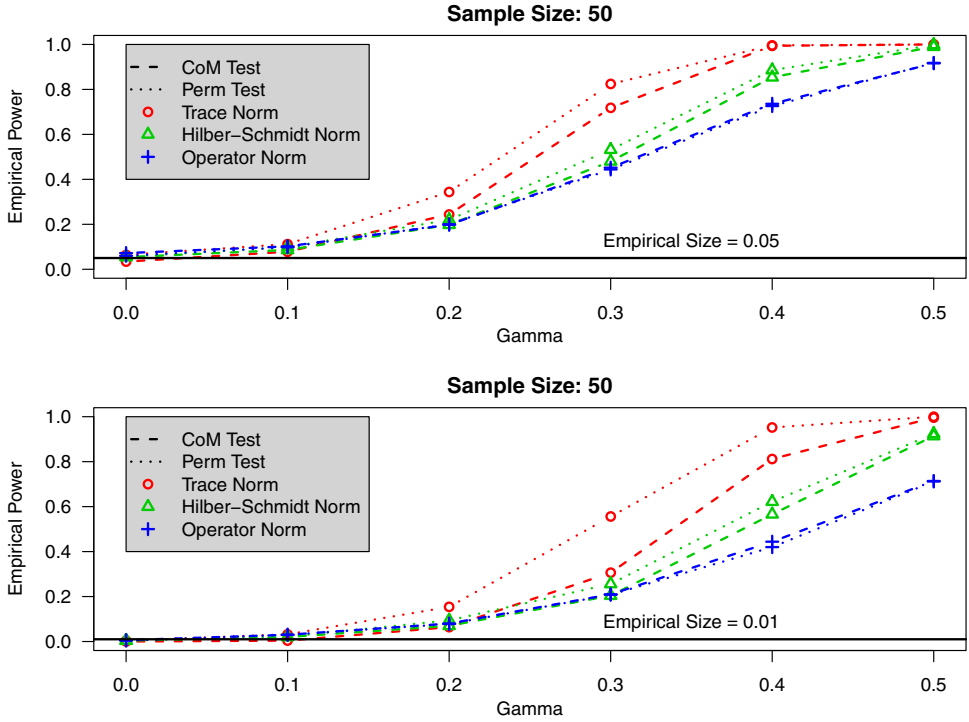 Sample Size: 50
1.0
0.8
0.6
0.4
0.2
0.0
Empirical Power
CoM Test
Perm Test
Trace Norm
Hilber−Schmidt Norm
Operator Norm
Empirical Size = 0.05
0.0 0.1 0.2 0.3 0.4 0.5
Gamma
Sample Size: 50
1.0
0.8
0.6
0.4
0.2
0.0
Empirical Power
CoM Test
Perm Test
Trace Norm
Hilber−Schmidt Norm
Operator Norm
Empirical Size = 0.01
0.0 0.1 0.2 0.3 0.4 0.5
Gamma